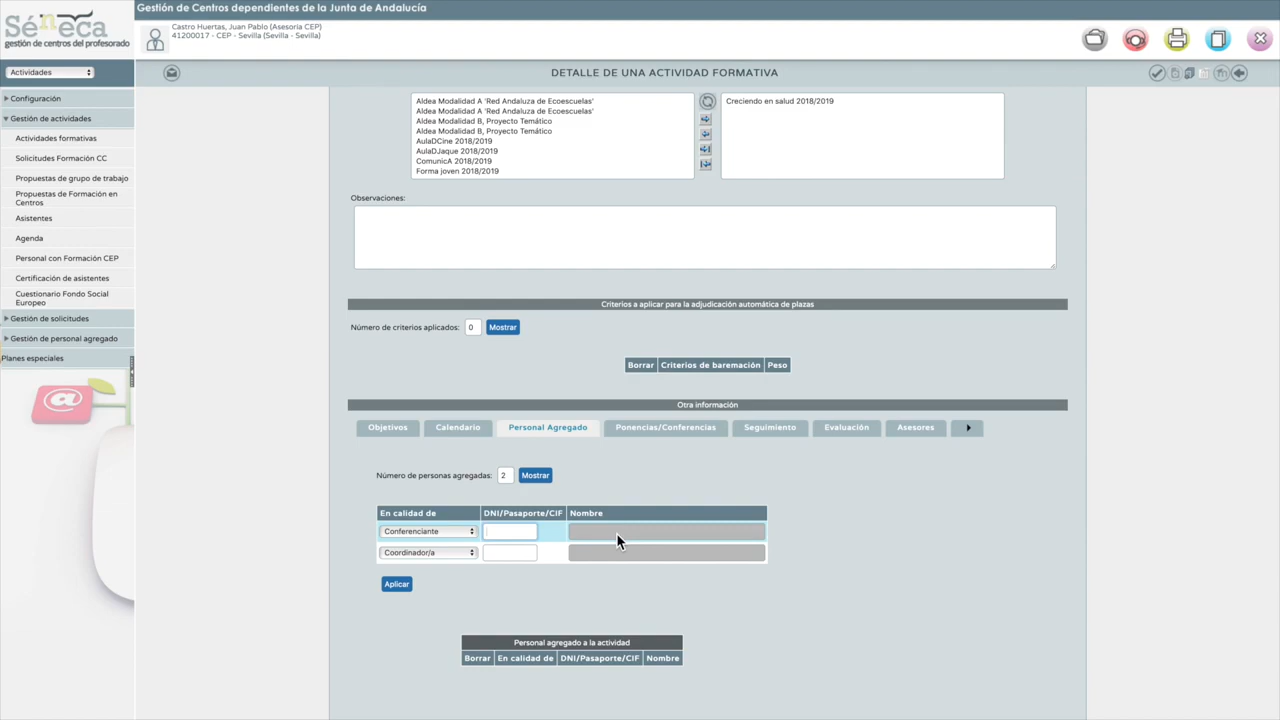 Gestión de Centros dependientes de la Junta de Andalucía
Séneca
gestión de centros del profesorado
Castro Huertas, Juan Pablo (Asesoría CEP)
41200017 - CEP - Sevilla (Sevilla - Sevilla)
Actividades
DETALLE DE UNA ACTIVIDAD FORMATIVA
Configuración
Gestión de actividades
Actividades formativas
Solicitudes Formación CC
Propuestas de grupo de trabajo
Propuestas de Formación en
Centros
Asistentes
Agenda
Personal con Formación CEP
Certificación de asistentes
Cuestionario Fondo Social
Europeo
Gestión de solicitudes
Gestión de personal agregado
Planes especiales
@
Aldea Modalidad A 'Red Andaluza de Ecoescuelas'
Aldea Modalidad A 'Red Andaluza de Ecoescuelas'
Aldea Modalidad B, Proyecto Temático
Aldea Modalidad B, Proyecto Temático
AulaDCine 2018/2019
AulaDJaque 2018/2019
ComunicA 2018/2019
Forma joven 2018/2019
Creciendo en salud 2018/2019
Observaciones:
Criterios a aplicar para la adjudicación automática de plazas
Número de criterios aplicados: 0 Mostrar
Borrar Criterios de baremación Peso
Otra información
Objetivos Calendario Personal Agregado Ponencias/Conferencias Seguimiento Evaluación Asesores
Número de personas agregadas: 2 Mostrar
En calidad de DNI/Pasaporte/CIF Nombre
Conferenciante
Coordinador/a
Aplicar
Personal agregado a la actividad
Borrar En calidad de DNI/Pasaporte/CIF Nombre